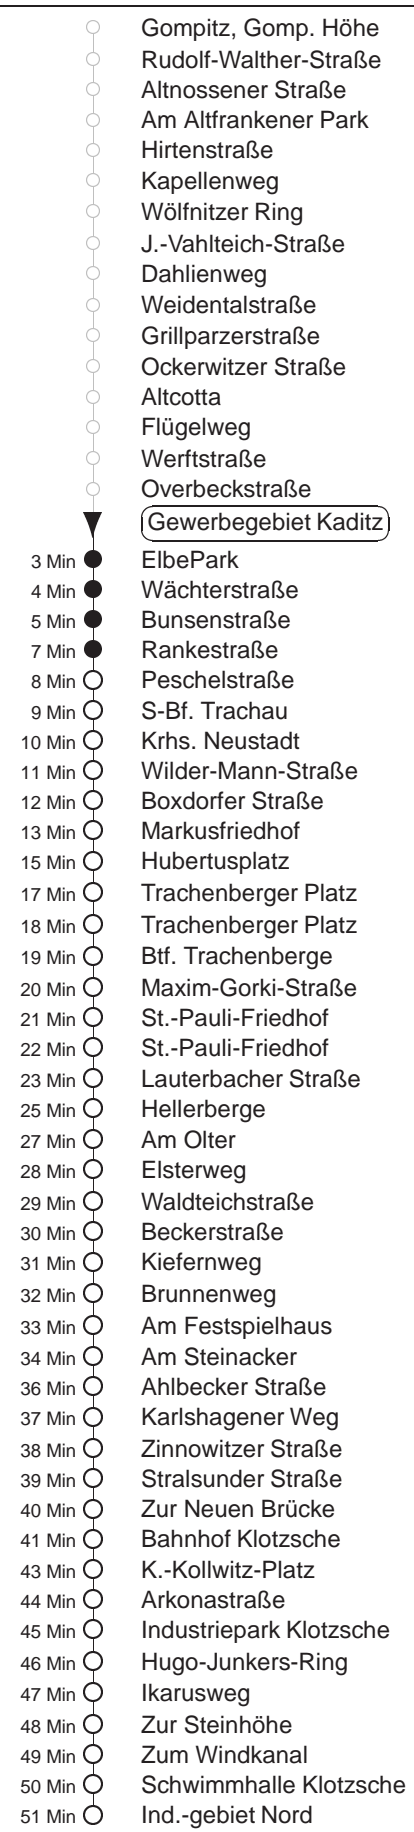 Gompitz, Gomp. Höhe
Rudolf-Walther-Straße
Altnossener Straße
Am Altfrankener Park
Hirtenstraße
Kapellenweg
Wölfnitzer Ring
J.-Vahlteich-Straße
Dahlienweg
Weidentalstraße
Grillparzerstraße
Ockerwitzer Straße
Altcotta
Flügelweg
Werftstraße
Overbeckstraße
Gewerbegebiet Kaditz
3 Min ElbePark
4 Min Wächterstraße
5 Min Bunsenstraße
7 Min Rankestraße
8 Min Peschelstraße
9 Min S-Bf. Trachau
10 Min Krhs. Neustadt
11 Min Wilder-Mann-Straße
12 Min Boxdorfer Straße
13 Min Markusfriedhof
15 Min Hubertusplatz
17 Min Trachenberger Platz
18 Min Trachenberger Platz
19 Min Btf. Trachenberge
20 Min Maxim-Gorki-Straße
21 Min St.-Pauli-Friedhof
22 Min St.-Pauli-Friedhof
23 Min Lauterbacher Straße
25 Min Hellerberge
27 Min Am Olter
28 Min Elsterweg
29 Min Waldteichstraße
30 Min Beckerstraße
31 Min Kiefernweg
32 Min Brunnenweg
33 Min Am Festspielhaus
34 Min Am Steinacker
36 Min Ahlbecker Straße
37 Min Karlshagener Weg
38 Min Zinnowitzer Straße
39 Min Stralsunder Straße
40 Min Zur Neuen Brücke
41 Min Bahnhof Klotzsche
43 Min K.-Kollwitz-Platz
44 Min Arkonastraße
45 Min Industriepark Klotzsche
46 Min Hugo-Junkers-Ring
47 Min Ikarusweg
48 Min Zur Steinhöhe
49 Min Zum Windkanal
50 Min Schwimmhalle Klotzsche
51 Min Ind.-gebiet Nord